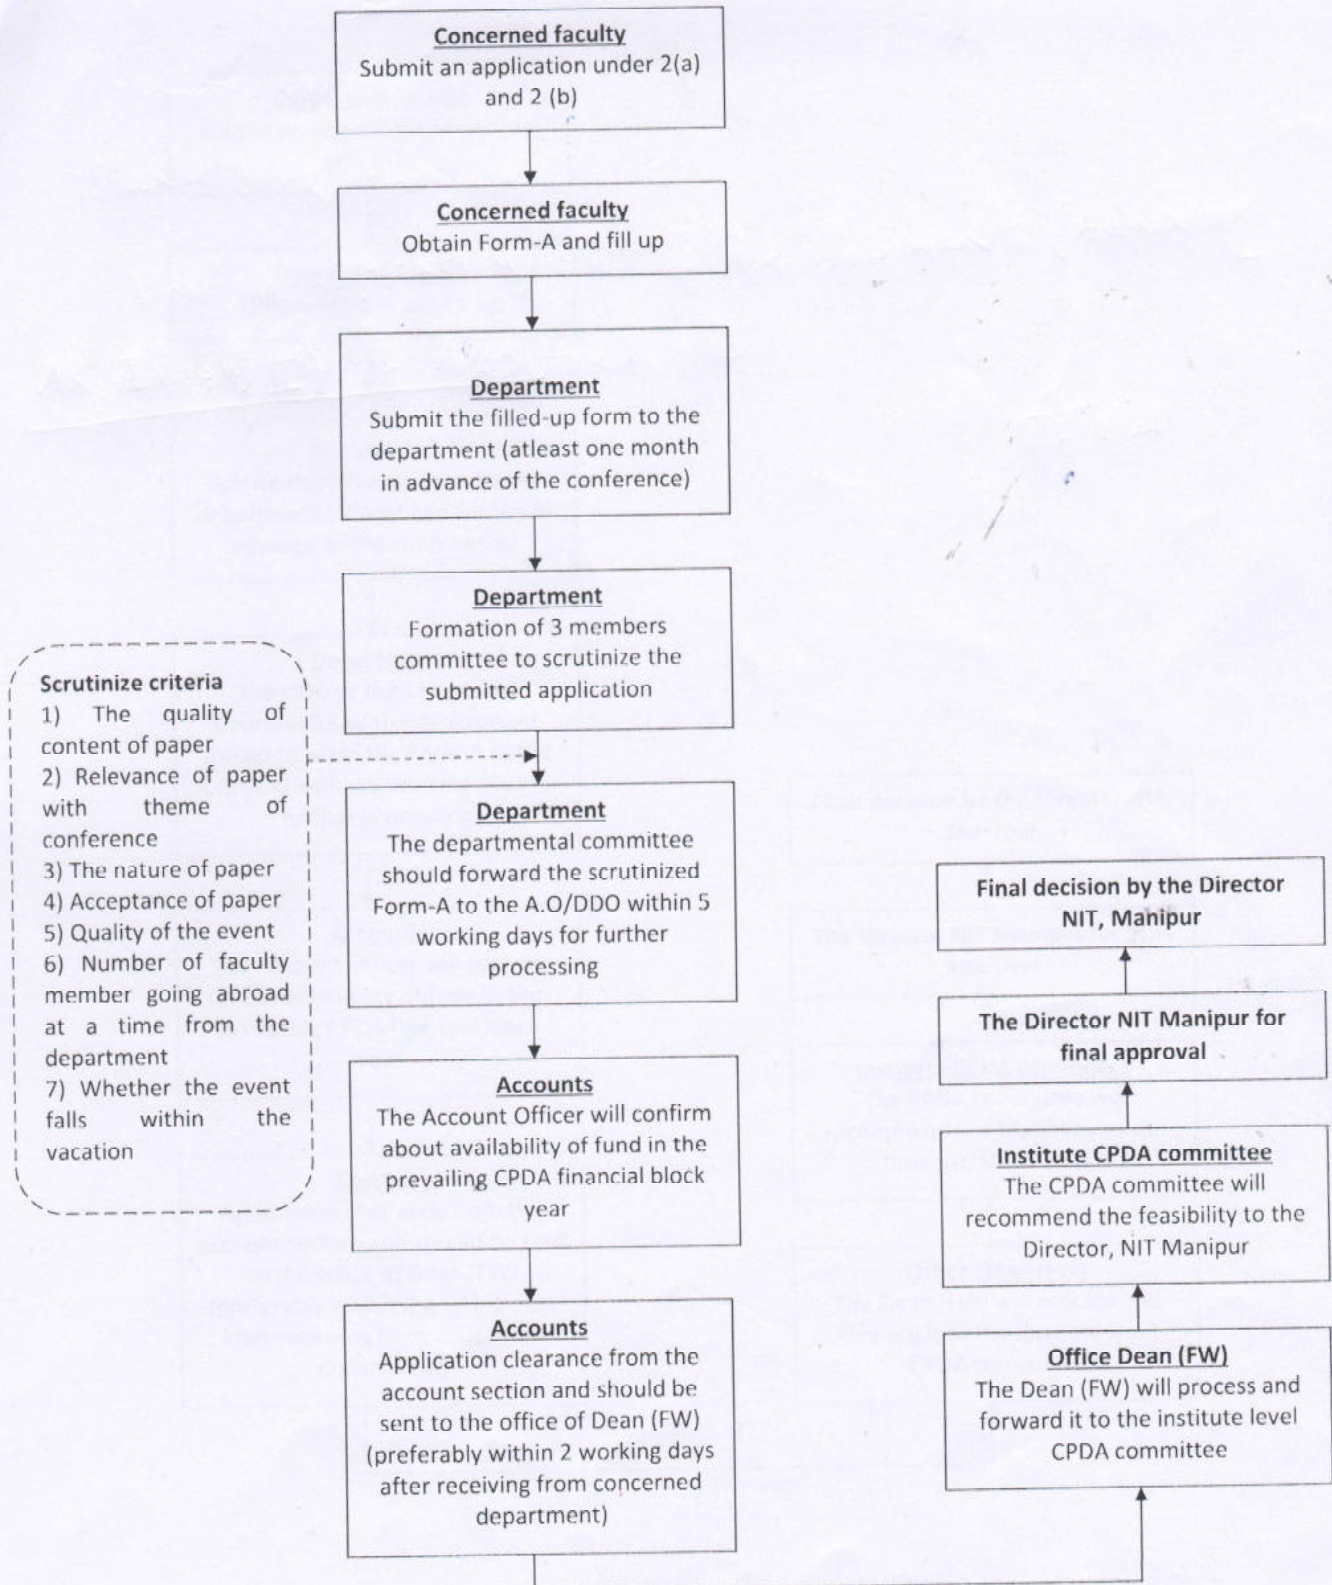 Concerned faculty
Submit an application under 2(a)
and 2 (b)
Concerned faculty
Obtain Form-A and fill up
Department
Submit the filled-up form to the
department (atleast one month
in advance of the conference)
Department
Formation of 3 members
committee to scrutinize the
submitted application
Scrutinize criteria
1) The quality of
content of paper
2) Relevance of paper
with theme of
conference
3) The nature of paper
4) Acceptance of paper
5) Quality of the event
6) Number of faculty
member going abroad
at a time from the
department
7) Whether the event
falls within the
vacation
Department
The departmental committee
should forward the scrutinized
Form-A to the A.O/DDO within 5
working days for further
processing
Accounts
The Account Officer will confirm
about availability of fund in the
prevailing CPDA financial block
year
Accounts
Application clearance from the
account section and should be
sent to the office of Dean (FW)
(preferably within 2 working days
after receiving from concerned
department)
Final decision by the Director
NIT, Manipur
The Director NIT Manipur for
final approval
Institute CPDA committee
The CPDA committee will
recommend the feasibility to the
Director, NIT Manipur
Office Dean (FW)
The Dean (FW) will process and
forward it to the institute level
CPDA committee